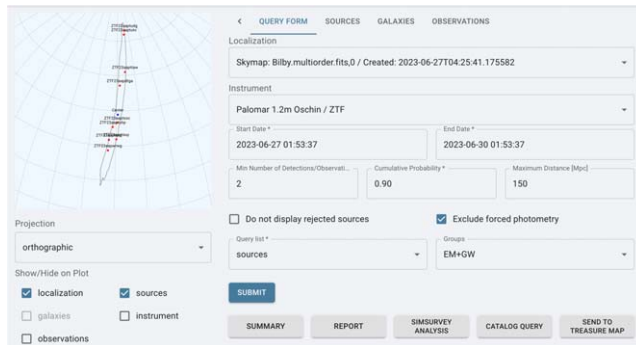 QUERY FORM SOURCES GALAXIES OBSERVATIONS
Localization
Skymap: Bilby.multiorder.fits,0 / Created: 2023-06-27T04:25:41.175582
Instrument
Palomar 1.2m Oschin / ZTF
Start Date * End Date *
2023-06-27 01:53:37 2023-06-30 01:53:37
Min Number of Detections/Observati... Cumulative Probability * Maximum Distance [Mpc]
2 0.90 150
Do not display rejected sources Exclude forced photometry
Query list * Groups
sources EM+GW
SUBMIT
SUMMARY REPORT SIMSURVEY ANALYSIS CATALOG QUERY SEND TO TREASURE MAP
Projection
orthographic
Show/Hide on Plot
localization sources
galaxies instrument
observations